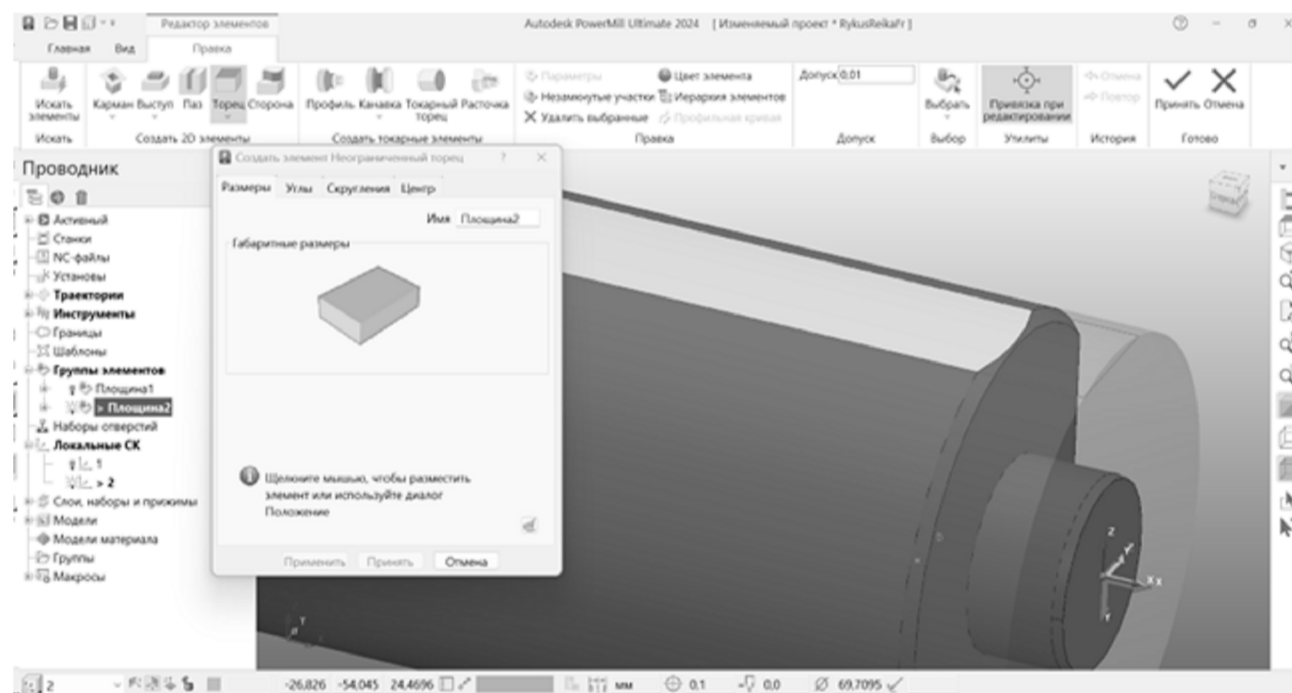 Редактор элементов
Autodesk PowerMill Ultimate 2024 [ Изменяемый проект * RykusReikaFr ]
Главная Вид Правка
Искать элементы
Карман Выступ Паз Торец Сторона
Профиль Канавка Токарный торец Расточка
Параметры
Незамкнутые участки
Удалить выбранные
Цвет элемента
Иерархия элементов
Профильная кривая
Допуск 0,01
Выбрать
Привязка при редактировании
Отмена
Повтор
Принять Отмена
Искать Создать 2D элементы Создать токарные элементы Правка Допуск Выбор Утилиты История Готово
Проводник
Активный
Станки
NC-файлы
Установы
Траектории
Инструменты
Границы
Шаблоны
Группы элементов
Площина1
> Площина2
Наборы отверстий
Локальные СК
1
> 2
Слои, наборы и прижимы
Модели
Модели материала
Группы
Макросы
Создать элемент Неограниченный торец ? ×
Размеры Углы Скругления Центр
Имя Площина2
Габаритные размеры
Щелкните мышью, чтобы разместить
элемент или используйте диалог
Положение
Применить Принять Отмена
Z
Y
X X
Y
2 -26,826 -54,045 24,4696 мм 0,1 0,0 69,7095